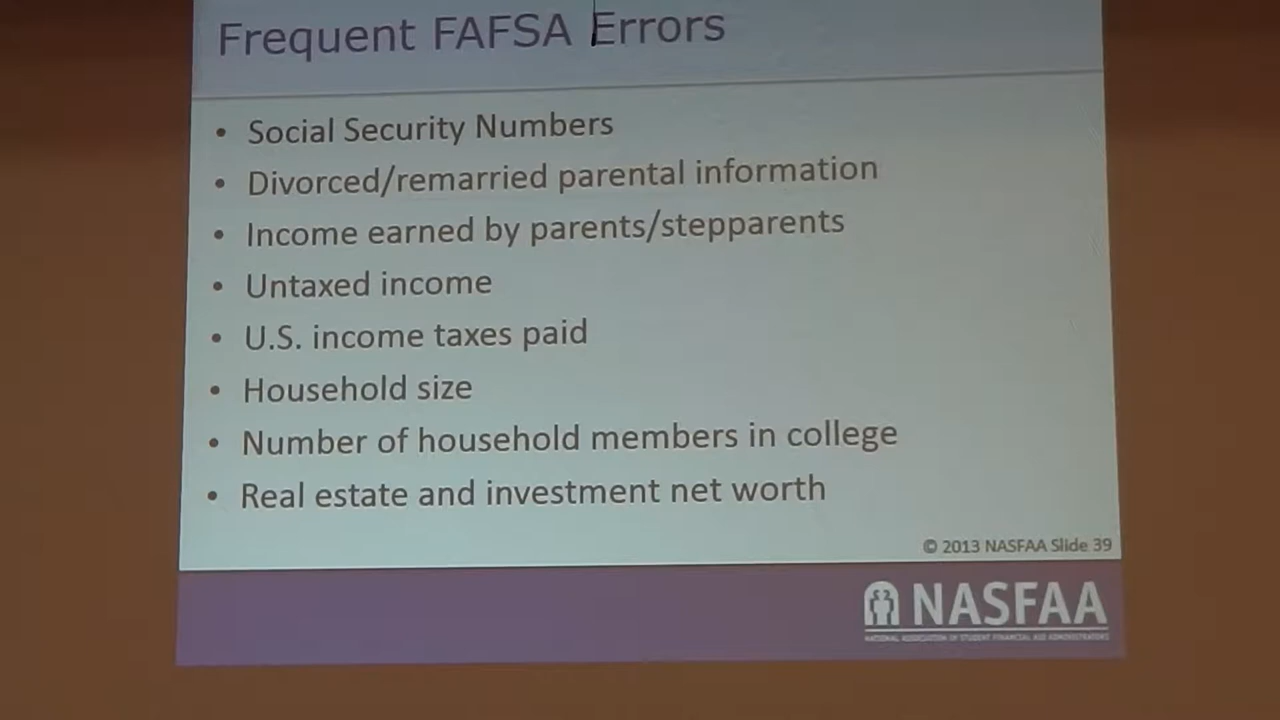 Frequent FAFSA Errors
• Social Security Numbers
• Divorced/remarried parental information
• Income earned by parents/stepparents
• Untaxed income
• U.S. income taxes paid
• Household size
• Number of household members in college
• Real estate and investment net worth
© 2013 NASFAA Slide 39
NASFAA
NATIONAL ASSOCIATION OF STUDENT FINANCIAL AID ADMINISTRATORS